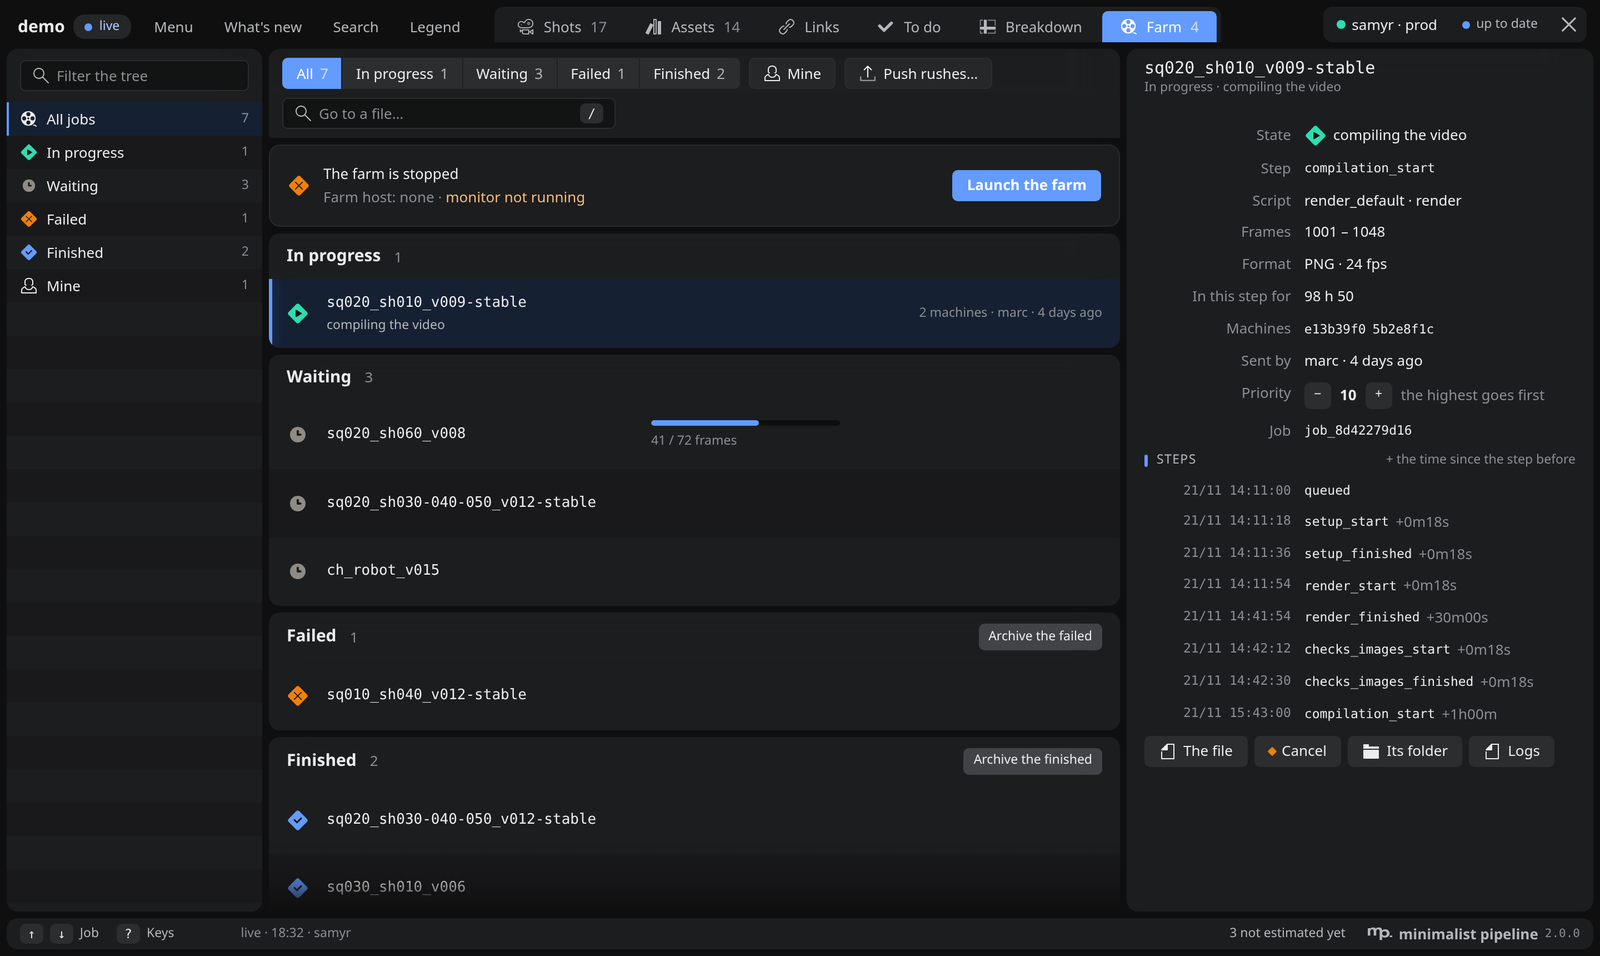 demo live Menu What's new Search Legend Shots 17 Assets 14 Links To do Breakdown Farm 4 samyr · prod up to date
Filter the tree
All jobs 7
In progress 1
Waiting 3
Failed 1
Finished 2
Mine 1
All 7 In progress 1 Waiting 3 Failed 1 Finished 2 Mine Push rushes...
Go to a file... /
The farm is stopped
Farm host: none · monitor not running
Launch the farm
In progress 1
sq020_sh010_v009-stable
compiling the video
2 machines · marc · 4 days ago
Waiting 3
sq020_sh060_v008
41 / 72 frames
sq020_sh030-040-050_v012-stable
ch_robot_v015
Failed 1
Archive the failed
sq010_sh040_v012-stable
Finished 2
Archive the finished
sq020_sh030-040-050_v012-stable
sq030_sh010_v006
sq020_sh010_v009-stable
In progress · compiling the video
State compiling the video
Step compilation_start
Script render_default · render
Frames 1001 – 1048
Format PNG · 24 fps
In this step for 98 h 50
Machines e13b39f0 5b2e8f1c
Sent by marc · 4 days ago
Priority − 10 + the highest goes first
Job job_8d42279d16
STEPS + the time since the step before
21/11 14:11:00 queued
21/11 14:11:18 setup_start +0m18s
21/11 14:11:36 setup_finished +0m18s
21/11 14:11:54 render_start +0m18s
21/11 14:41:54 render_finished +30m00s
21/11 14:42:12 checks_images_start +0m18s
21/11 14:42:30 checks_images_finished +0m18s
21/11 15:43:00 compilation_start +1h00m
The file Cancel Its folder Logs
↑ ↓ Job ? Keys live · 18:32 · samyr 3 not estimated yet mp. minimalist pipeline 2.0.0